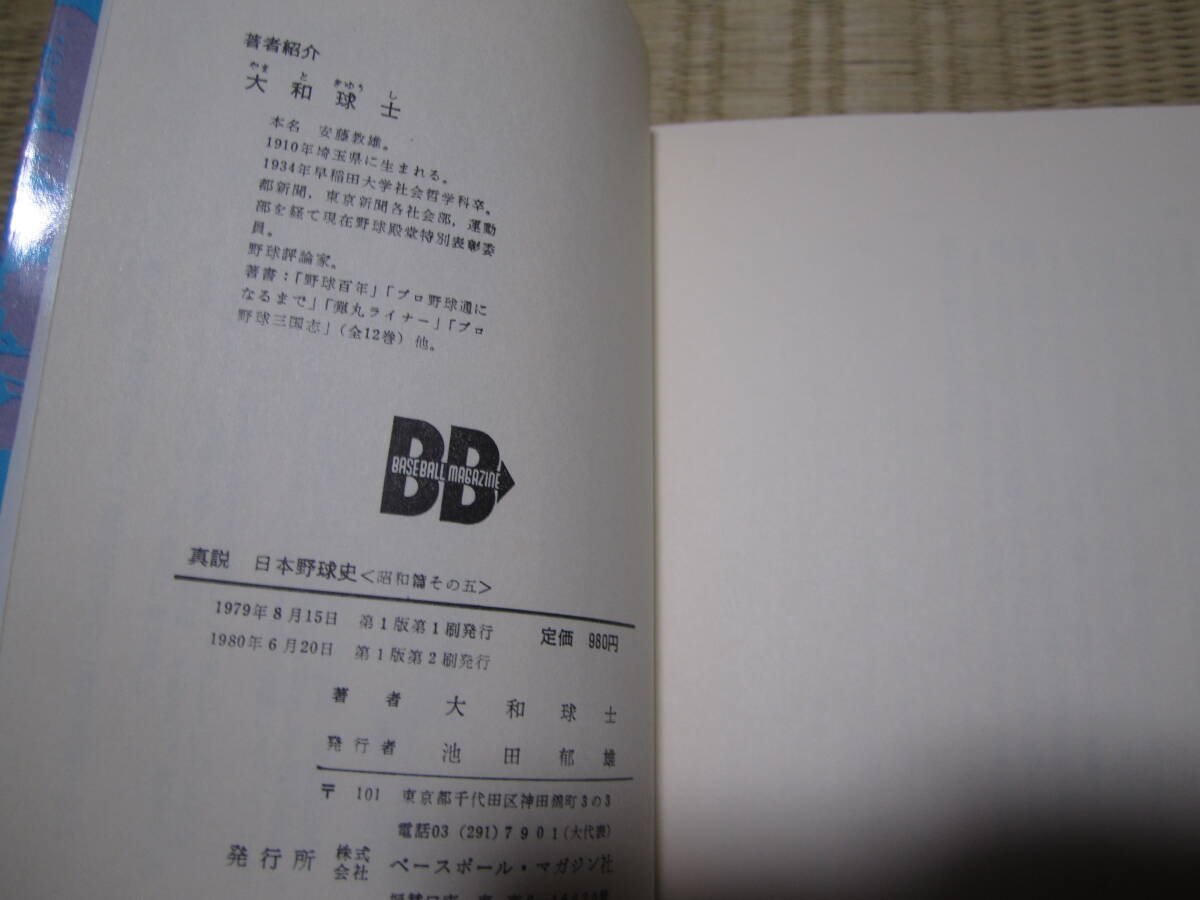 著者紹介
やまときゅうし
大和球士
本名 安藤教雄。
1910年埼玉県に生まれる。
1934年早稲田大学社会哲学科卒。
都新聞，東京新聞各社会部，運動
部を経て現在野球殿堂特別表彰委
員。
野球評論家。
著書：「野球百年」「プロ野球通に
なるまで」「弾丸ライナー」「プロ
野球三国志」（全12巻）他。
BB
BASEBALL MAGAZINE
真説 日本野球史＜昭和篇その五＞
1979年8月15日 第1版第1刷発行 定価 980円
1980年6月20日 第1版第2刷発行
著者 大和球士
発行者 池田郁雄
〒 101 東京都千代田区神田錦町3の3
電話03 (291) 7901 (大代表)
発行所 株式会社 ベースボール・マガジン社